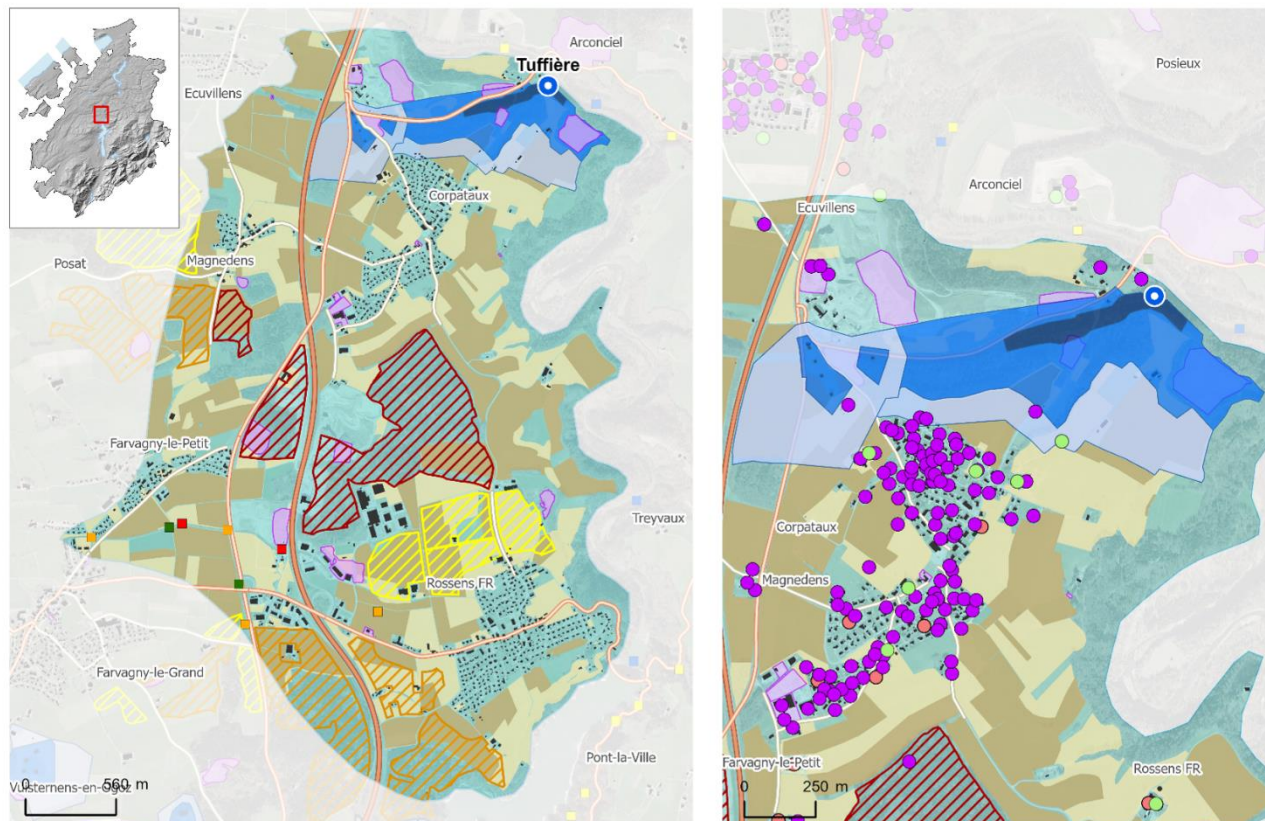 Arconciel
Tuffière
Ecuvillens
Corpataux
Posat
Magnedens
Farvagny-le-Petit
Treyvaux
Rossens FR
Farvagny-le-Grand
Pont-la-Ville
Vuisternens-en-Ogoz
0 560 m
Posieux
Arconciel
Ecuvillens
Corpataux
Magnedens
Farvagny-le-Petit
Rossens FR
0 250 m